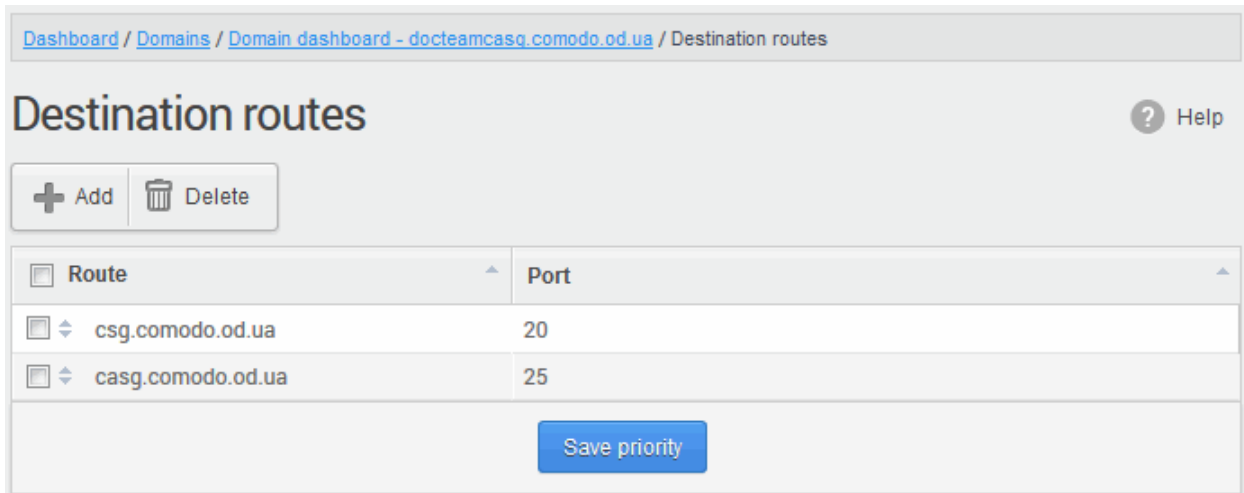 Dashboard / Domains / Domain dashboard - docteamcasg.comodo.od.ua / Destination routes
Destination routes
? Help
Add Delete
Route Port
csg.comodo.od.ua 20
casg.comodo.od.ua 25
Save priority